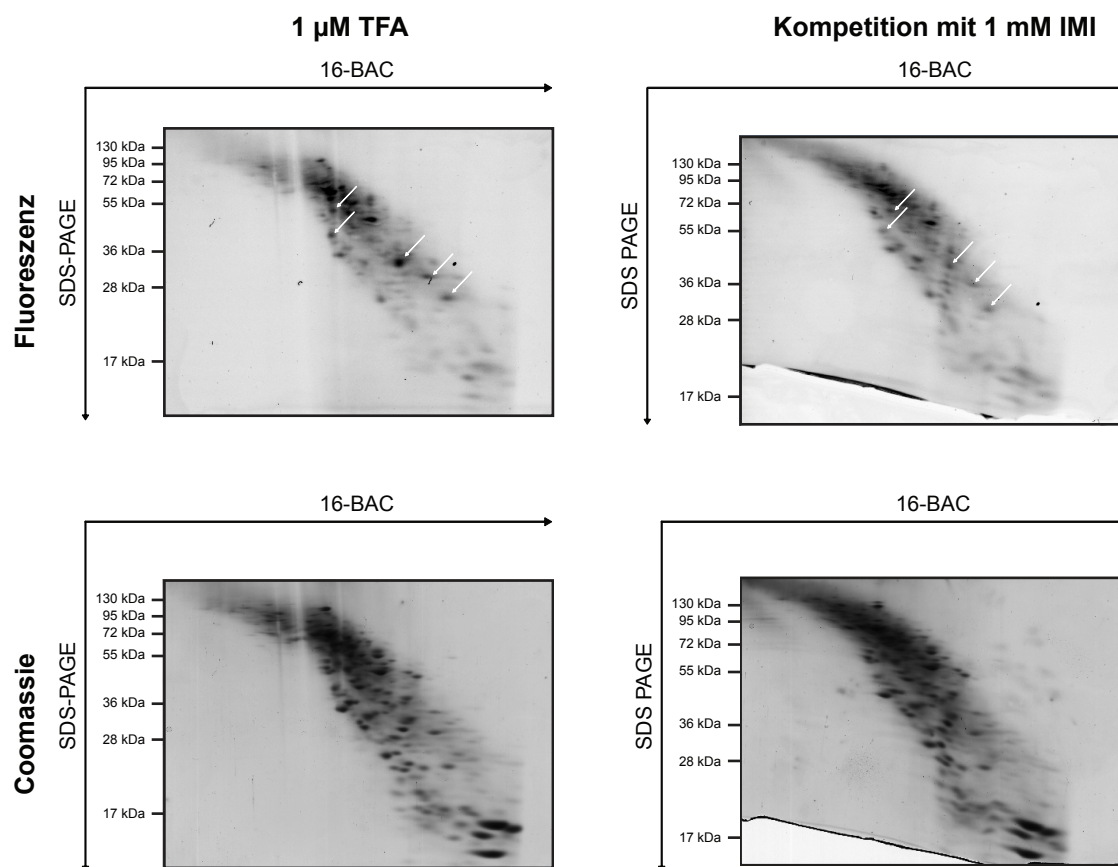 1 µM TFA
Kompetition mit 1 mM IMI
16-BAC
16-BAC
Fluoreszenz
SDS-PAGE
130 kDa
95 kDa
72 kDa
55 kDa
36 kDa
28 kDa
17 kDa
SDS PAGE
130 kDa
95 kDa
72 kDa
55 kDa
36 kDa
28 kDa
17 kDa
16-BAC
16-BAC
Coomassie
SDS-PAGE
130 kDa
95 kDa
72 kDa
55 kDa
36 kDa
28 kDa
17 kDa
SDS PAGE
130 kDa
95 kDa
72 kDa
55 kDa
36 kDa
28 kDa
17 kDa